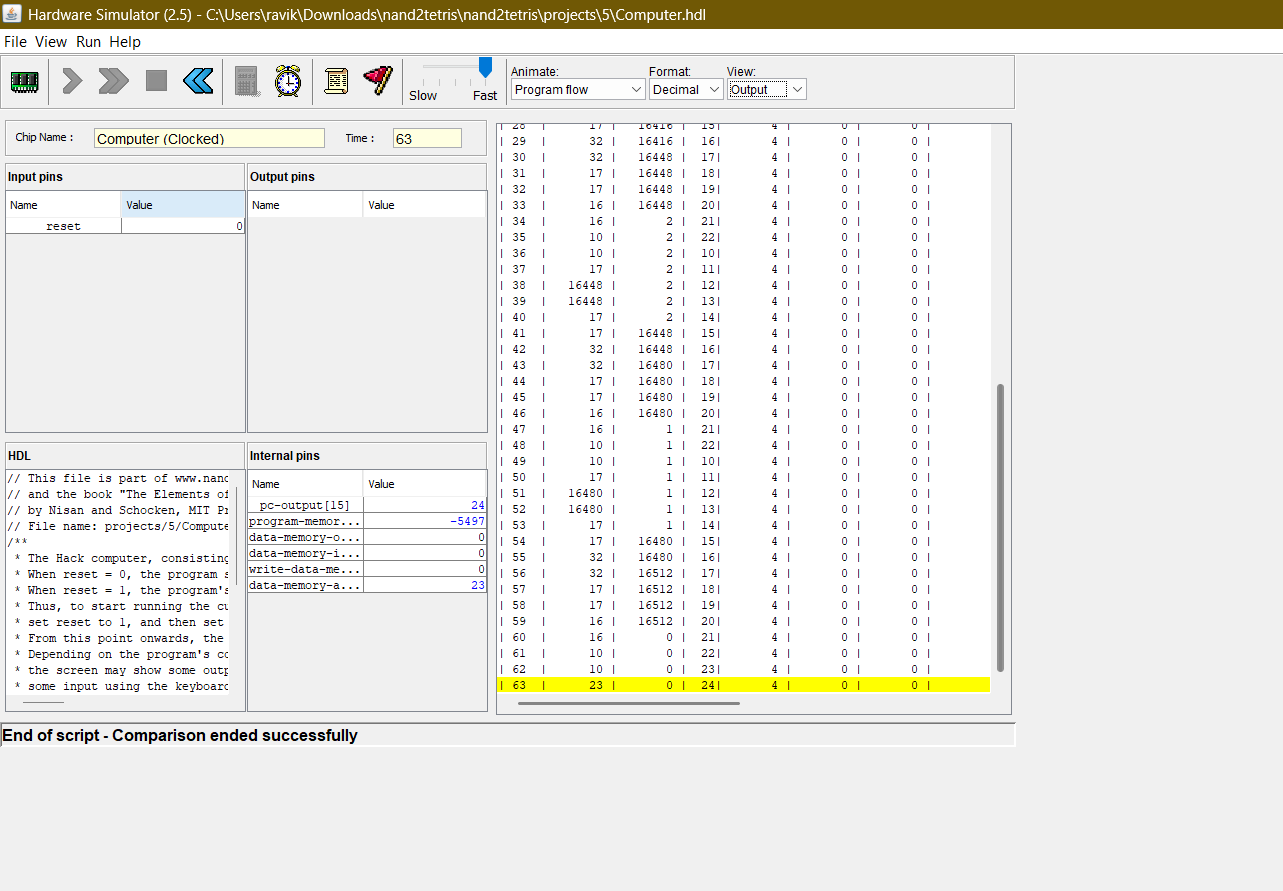 Hardware Simulator (2.5) - C:\Users\ravik\Downloads\nand2tetris\nand2tetris\projects\5\Computer.hdl
File View Run Help
Slow Fast
Animate: Format: View:
Program flow Decimal Output
Chip Name : Computer (Clocked) Time : 63
Input pins
Name Value
reset 0
Output pins
Name Value
HDL
// This file is part of www.nand
// and the book "The Elements of
// by Nisan and Schocken, MIT Pr
// File name: projects/5/Compute
/**
* The Hack computer, consisting
* When reset = 0, the program s
* When reset = 1, the program's
* Thus, to start running the cu
* set reset to 1, and then set
* From this point onwards, the
* Depending on the program's co
* the screen may show some outp
* some input using the keyboard
Internal pins
Name Value
pc-output[15] 24
program-memor... -5497
data-memory-o... 0
data-memory-i... 0
write-data-me... 0
data-memory-a... 23
| 28 | 17 | 16416 | 15| 4 | 0 | 0 |
| 29 | 32 | 16416 | 16| 4 | 0 | 0 |
| 30 | 32 | 16448 | 17| 4 | 0 | 0 |
| 31 | 17 | 16448 | 18| 4 | 0 | 0 |
| 32 | 17 | 16448 | 19| 4 | 0 | 0 |
| 33 | 16 | 16448 | 20| 4 | 0 | 0 |
| 34 | 16 | 2 | 21| 4 | 0 | 0 |
| 35 | 10 | 2 | 22| 4 | 0 | 0 |
| 36 | 10 | 2 | 10| 4 | 0 | 0 |
| 37 | 17 | 2 | 11| 4 | 0 | 0 |
| 38 | 16448 | 2 | 12| 4 | 0 | 0 |
| 39 | 16448 | 2 | 13| 4 | 0 | 0 |
| 40 | 17 | 2 | 14| 4 | 0 | 0 |
| 41 | 17 | 16448 | 15| 4 | 0 | 0 |
| 42 | 32 | 16448 | 16| 4 | 0 | 0 |
| 43 | 32 | 16480 | 17| 4 | 0 | 0 |
| 44 | 17 | 16480 | 18| 4 | 0 | 0 |
| 45 | 17 | 16480 | 19| 4 | 0 | 0 |
| 46 | 16 | 16480 | 20| 4 | 0 | 0 |
| 47 | 16 | 1 | 21| 4 | 0 | 0 |
| 48 | 10 | 1 | 22| 4 | 0 | 0 |
| 49 | 10 | 1 | 10| 4 | 0 | 0 |
| 50 | 17 | 1 | 11| 4 | 0 | 0 |
| 51 | 16480 | 1 | 12| 4 | 0 | 0 |
| 52 | 16480 | 1 | 13| 4 | 0 | 0 |
| 53 | 17 | 1 | 14| 4 | 0 | 0 |
| 54 | 17 | 16480 | 15| 4 | 0 | 0 |
| 55 | 32 | 16480 | 16| 4 | 0 | 0 |
| 56 | 32 | 16512 | 17| 4 | 0 | 0 |
| 57 | 17 | 16512 | 18| 4 | 0 | 0 |
| 58 | 17 | 16512 | 19| 4 | 0 | 0 |
| 59 | 16 | 16512 | 20| 4 | 0 | 0 |
| 60 | 16 | 0 | 21| 4 | 0 | 0 |
| 61 | 10 | 0 | 22| 4 | 0 | 0 |
| 62 | 10 | 0 | 23| 4 | 0 | 0 |
| 63 | 23 | 0 | 24| 4 | 0 | 0 |
End of script - Comparison ended successfully